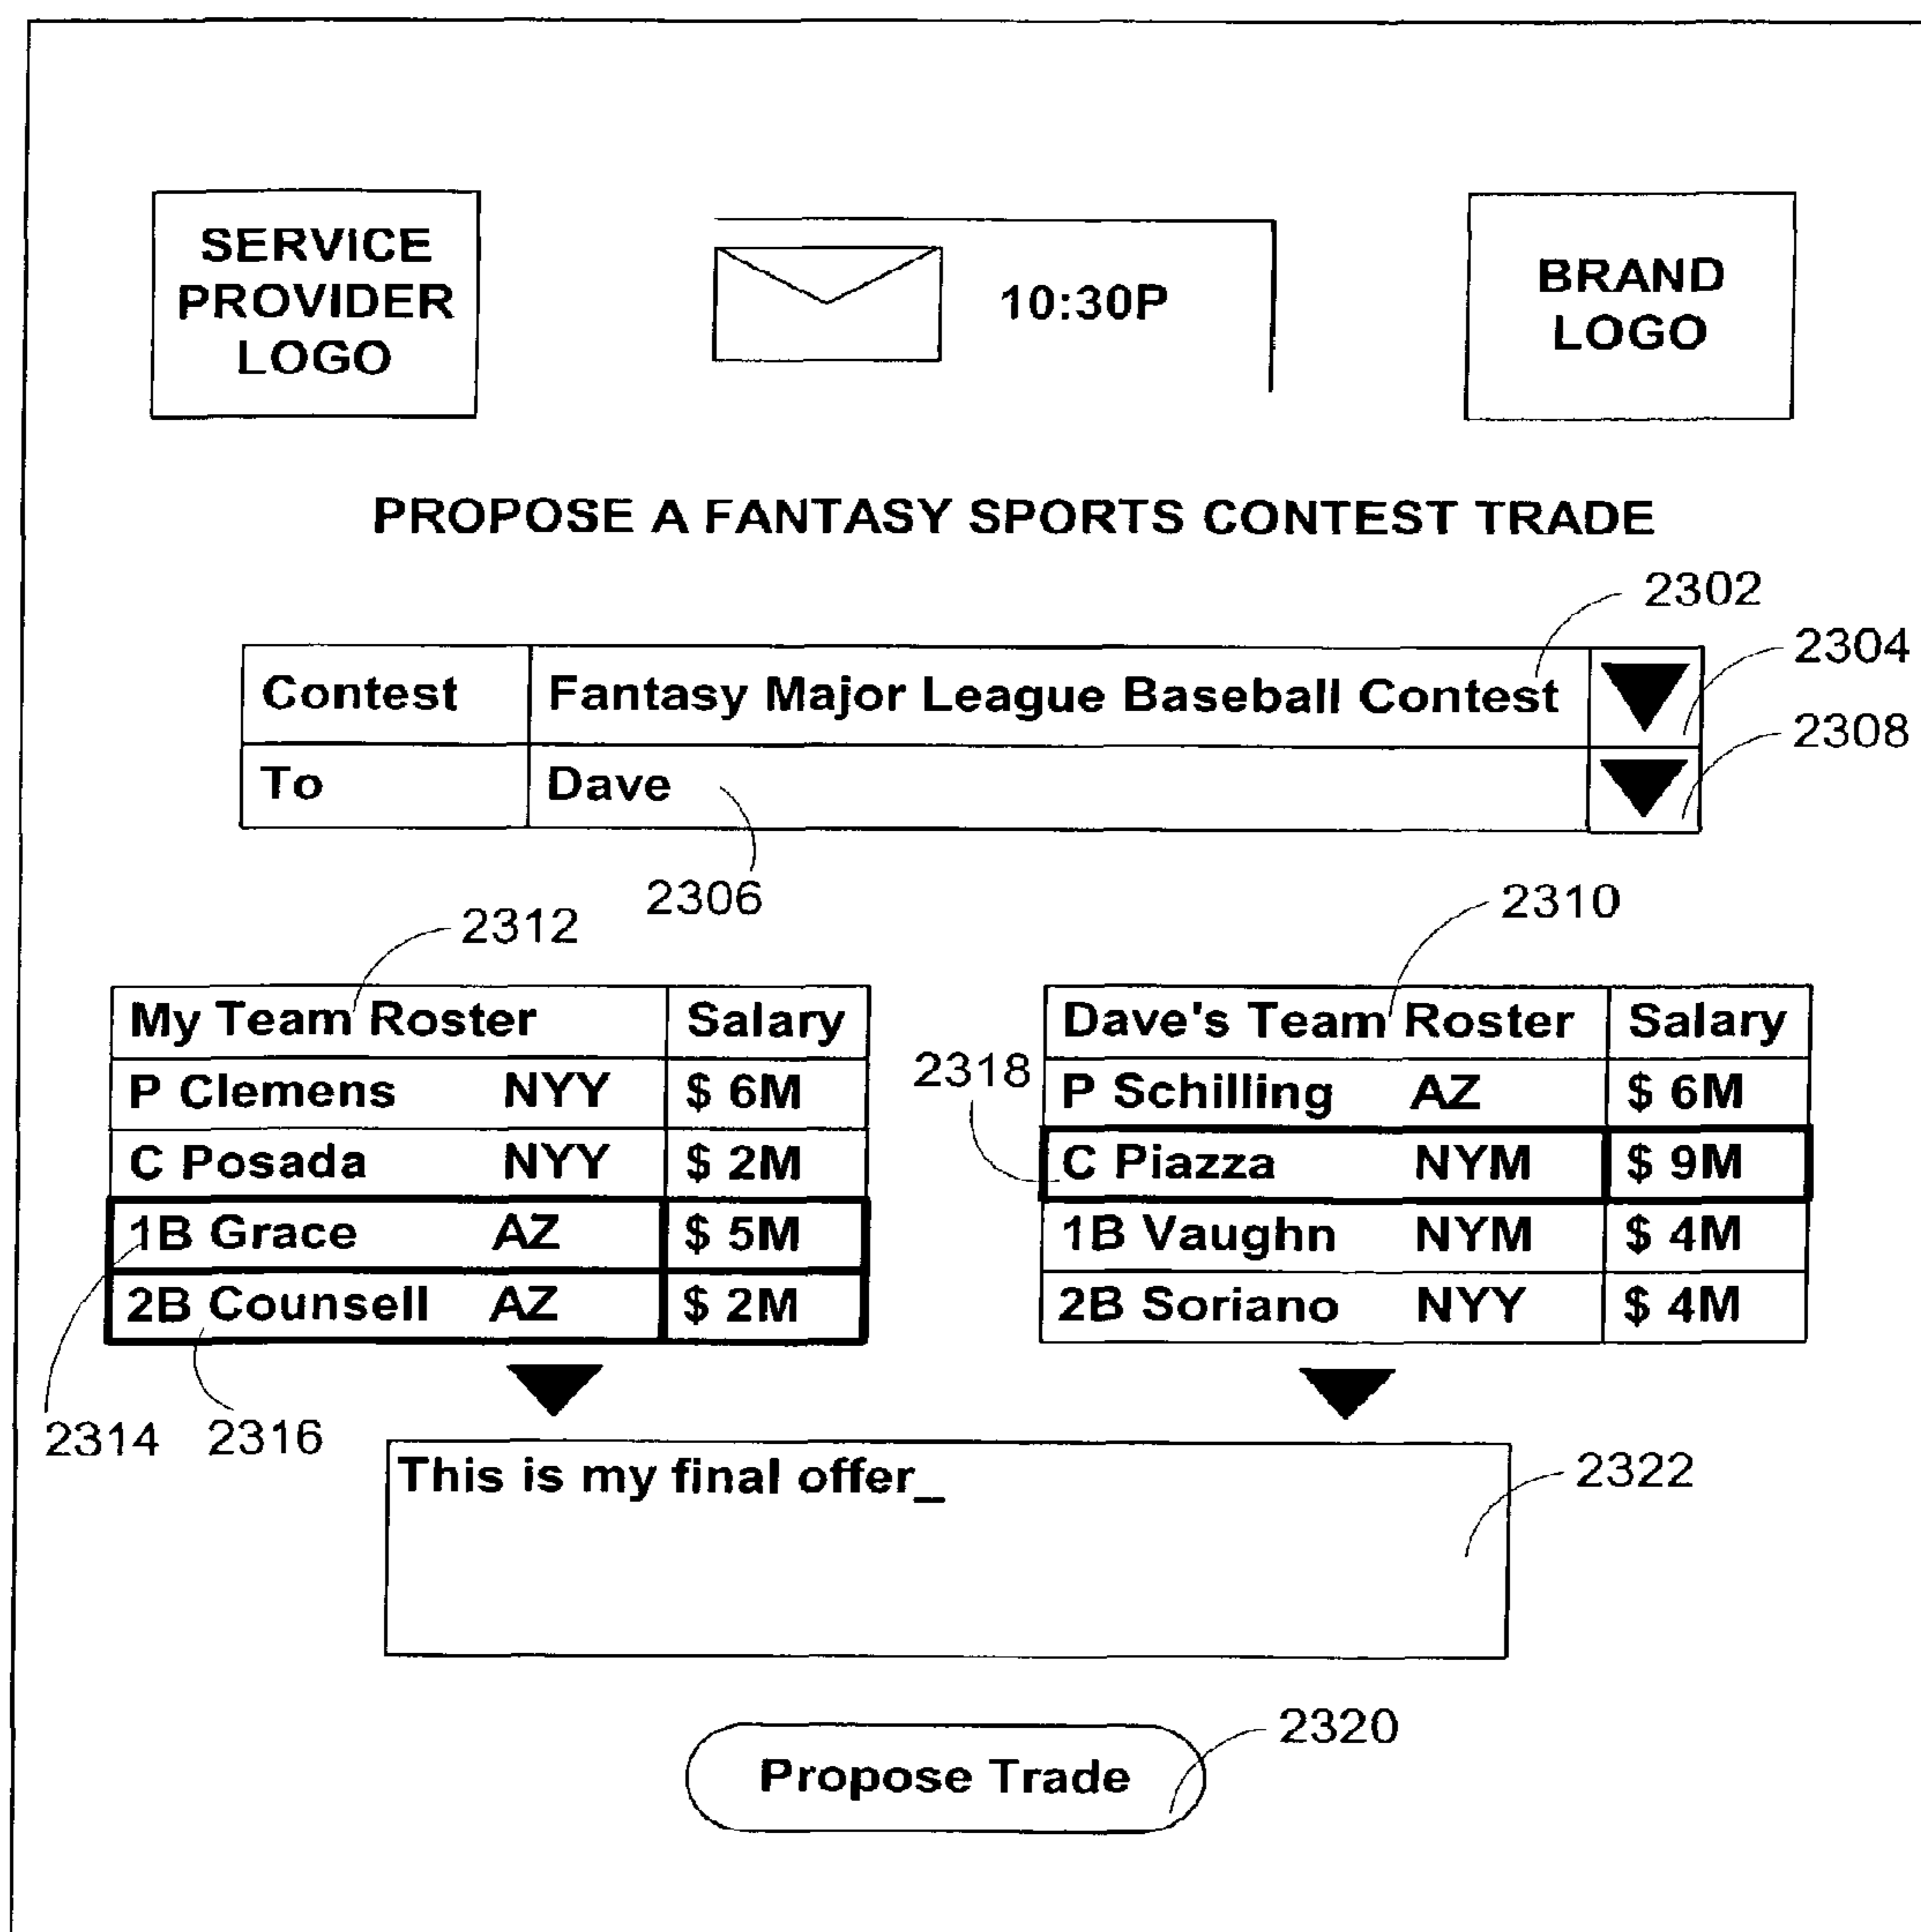 SERVICE
PROVIDER
LOGO
10:30P
BRAND
LOGO
PROPOSE A FANTASY SPORTS CONTEST TRADE
2302
2304
Contest Fantasy Major League Baseball Contest
2308
To Dave
2306
2310
2312
My Team Roster Salary
Dave's Team Roster Salary
2318
P Clemens NYY $ 6M
P Schilling AZ $ 6M
C Posada NYY $ 2M
C Piazza NYM $ 9M
1B Grace AZ $ 5M
1B Vaughn NYM $ 4M
2B Counsell AZ $ 2M
2B Soriano NYY $ 4M
2314 2316
This is my final offer_
2322
2320
Propose Trade